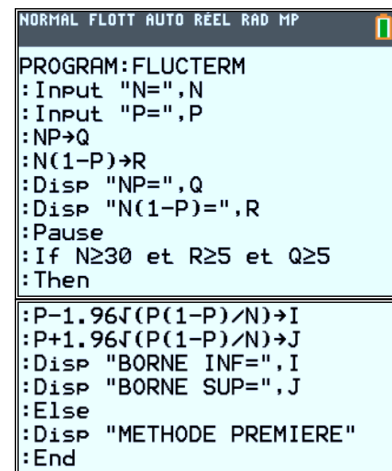 NORMAL FLOTT AUTO RÉEL RAD MP
PROGRAM:FLUCTERM
:Input "N=",N
:Input "P=",P
:NP→Q
:N(1-P)→R
:Disp "NP=",Q
:Disp "N(1-P)=",R
:Pause
:If N≥30 et R≥5 et Q≥5
:Then
:P-1.96√(P(1-P)/N)→I
:P+1.96√(P(1-P)/N)→J
:Disp "BORNE INF=",I
:Disp "BORNE SUP=",J
:Else
:Disp "METHODE PREMIERE"
:End